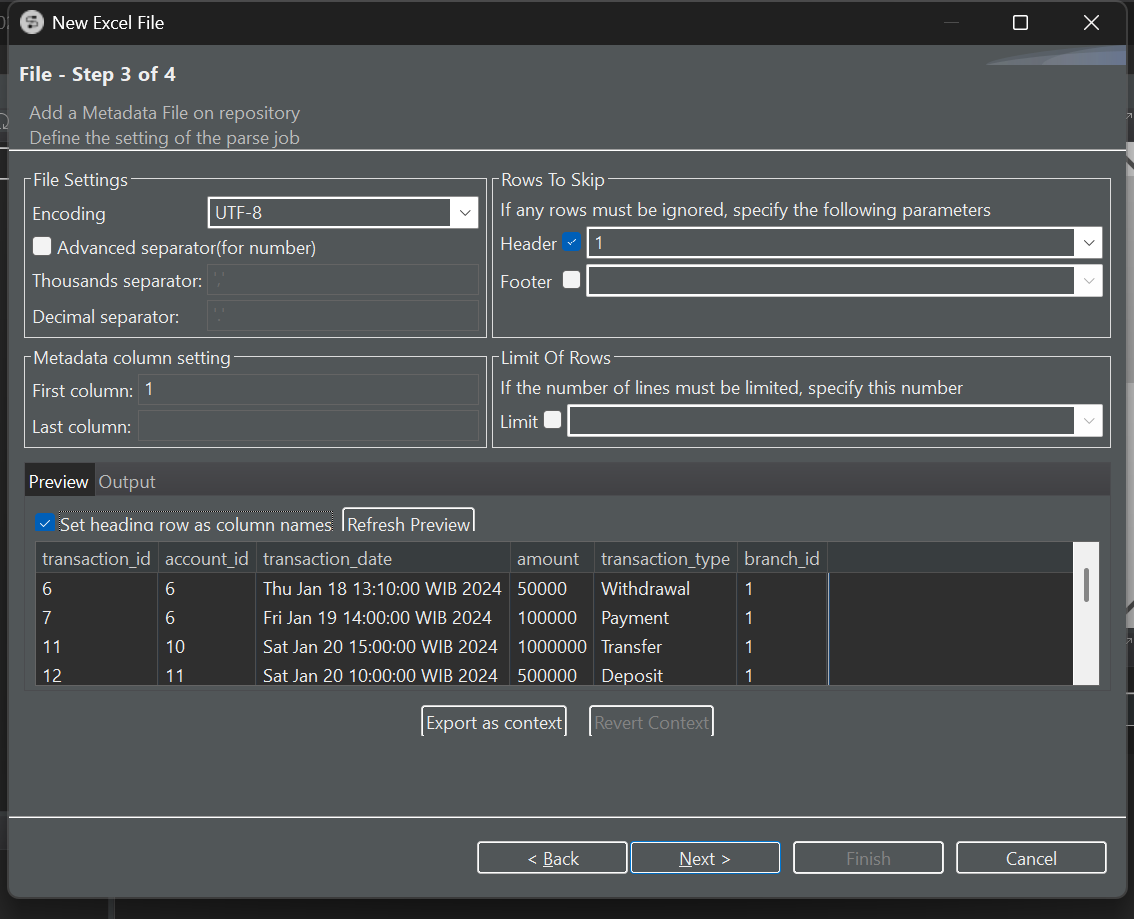 New Excel File
File - Step 3 of 4
Add a Metadata File on repository
Define the setting of the parse job
File Settings
Encoding UTF-8
Advanced separator(for number)
Thousands separator: ','
Decimal separator: '.'
Rows To Skip
If any rows must be ignored, specify the following parameters
Header 1
Footer
Metadata column setting
First column: 1
Last column:
Limit Of Rows
If the number of lines must be limited, specify this number
Limit
Preview Output
Set heading row as column names Refresh Preview
transaction_id account_id transaction_date amount transaction_type branch_id
6 6 Thu Jan 18 13:10:00 WIB 2024 50000 Withdrawal 1
7 6 Fri Jan 19 14:00:00 WIB 2024 100000 Payment 1
11 10 Sat Jan 20 15:00:00 WIB 2024 1000000 Transfer 1
12 11 Sat Jan 20 10:00:00 WIB 2024 500000 Deposit 1
Export as context Revert Context
< Back Next > Finish Cancel